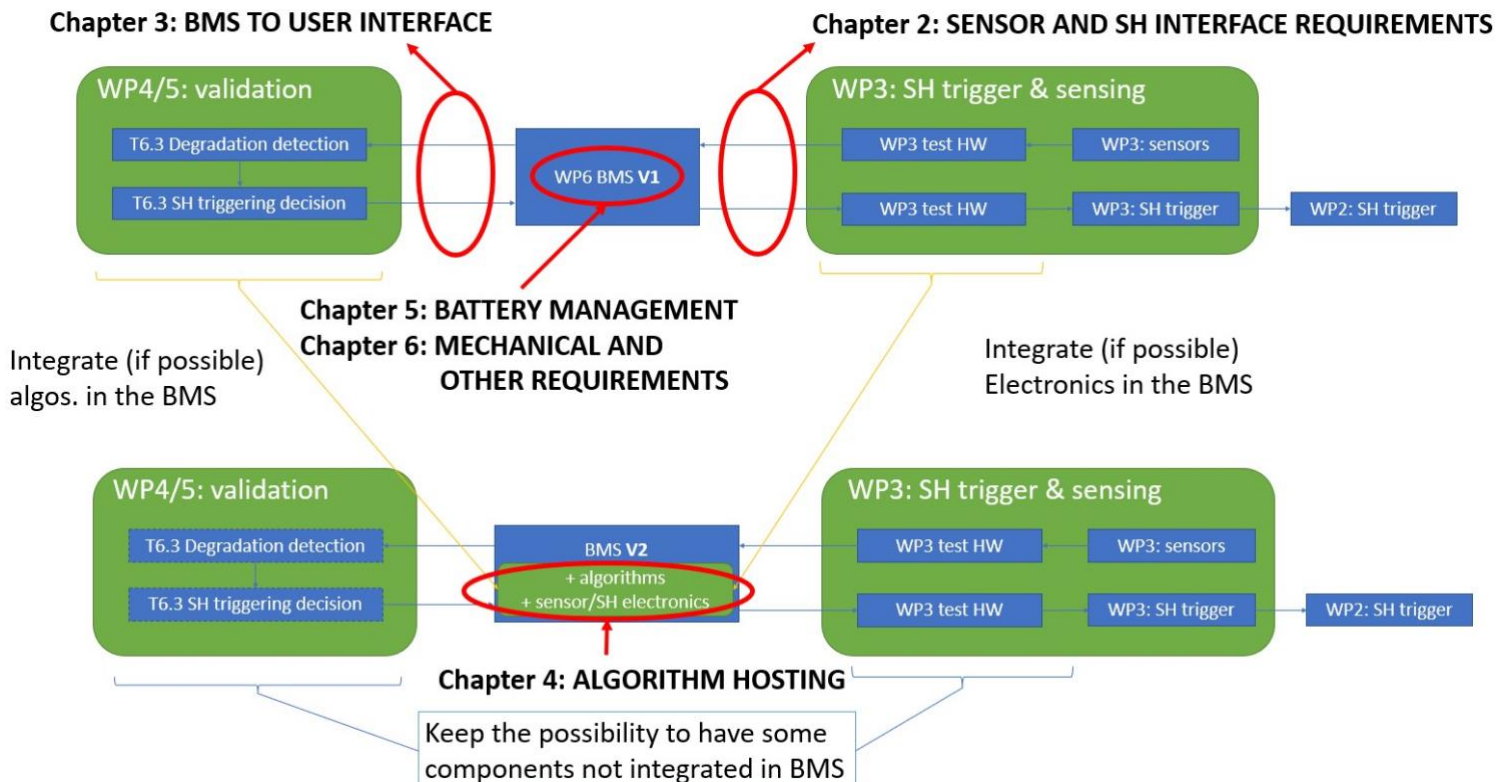 Chapter 3: BMS TO USER INTERFACE
Chapter 2: SENSOR AND SH INTERFACE REQUIREMENTS
WP4/5: validation
T6.3 Degradation detection
T6.3 SH triggering decision
WP6 BMS V1
WP3: SH trigger & sensing
WP3 test HW
WP3: sensors
WP3 test HW
WP3: SH trigger
WP2: SH trigger
Chapter 5: BATTERY MANAGEMENT
Chapter 6: MECHANICAL AND
OTHER REQUIREMENTS
Integrate (if possible)
algos. in the BMS
Integrate (if possible)
Electronics in the BMS
WP4/5: validation
T6.3 Degradation detection
T6.3 SH triggering decision
BMS V2
+ algorithms
+ sensor/SH electronics
WP3: SH trigger & sensing
WP3 test HW
WP3: sensors
WP3 test HW
WP3: SH trigger
WP2: SH trigger
Chapter 4: ALGORITHM HOSTING
Keep the possibility to have some
components not integrated in BMS